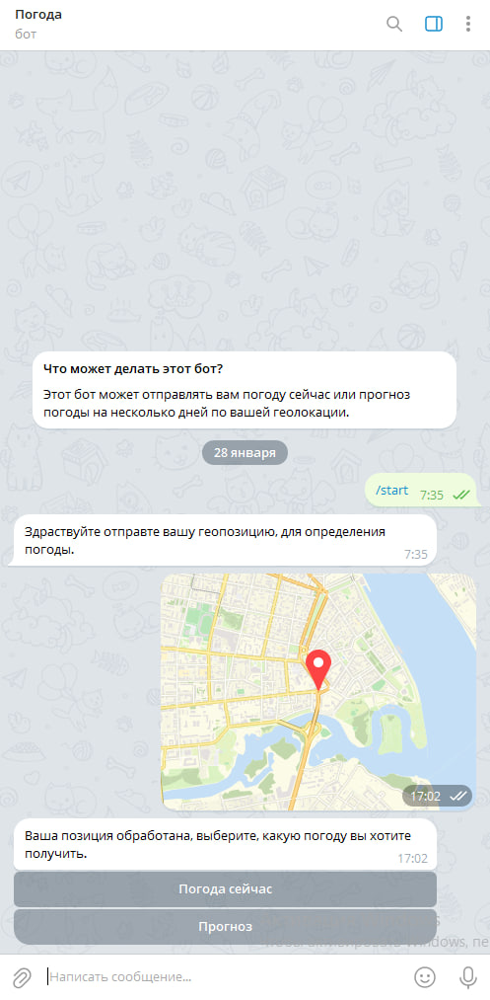 Погода
бот
Что может делать этот бот?
Этот бот может отправлять вам погоду сейчас или прогноз
погоды на несколько дней по вашей геолокации.
28 января
/start 7:35
Здраствуйте отправте вашу геопозицию, для определения
погоды. 7:35
17:02
Ваша позиция обработана, выберите, какую погоду вы хотите
получить. 17:02
Погода сейчас
Прогноз
Windows, пе
Написать сообщение...